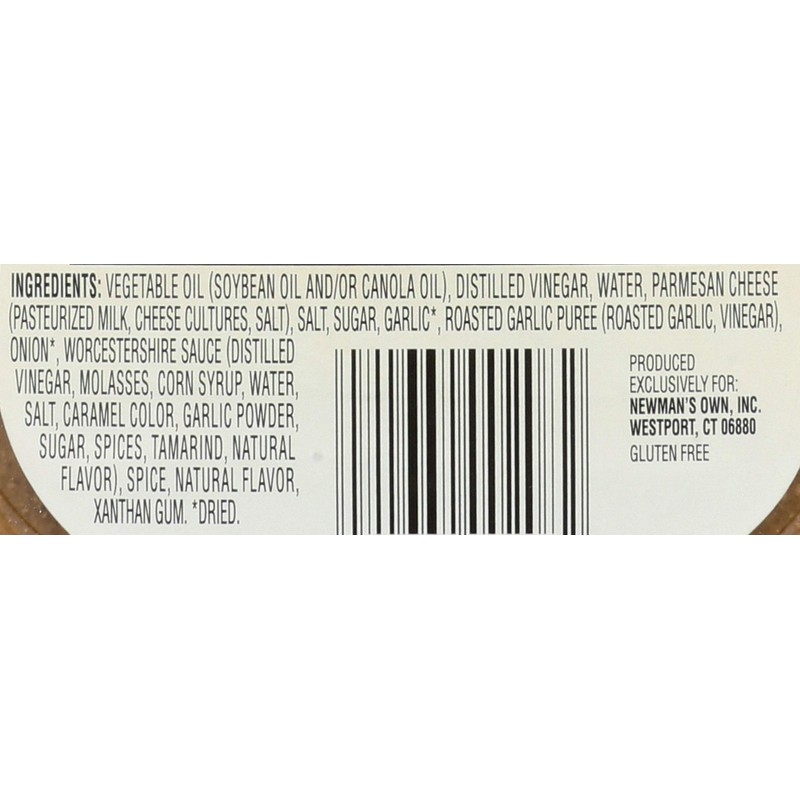 INGREDIENTS: VEGETABLE OIL (SOYBEAN OIL AND/OR CANOLA OIL), DISTILLED VINEGAR, WATER, PARMESAN CHEESE
(PASTEURIZED MILK, CHEESE CULTURES, SALT), SALT, SUGAR, GARLIC*, ROASTED GARLIC PUREE (ROASTED GARLIC, VINEGAR),
ONION*, WORCESTERSHIRE SAUCE (DISTILLED
VINEGAR, MOLASSES, CORN SYRUP, WATER,
SALT, CARAMEL COLOR, GARLIC POWDER,
SUGAR, SPICES, TAMARIND, NATURAL
FLAVOR), SPICE, NATURAL FLAVOR,
XANTHAN GUM. *DRIED.
PRODUCED
EXCLUSIVELY FOR:
NEWMAN'S OWN, INC.
WESTPORT, CT 06880
GLUTEN FREE